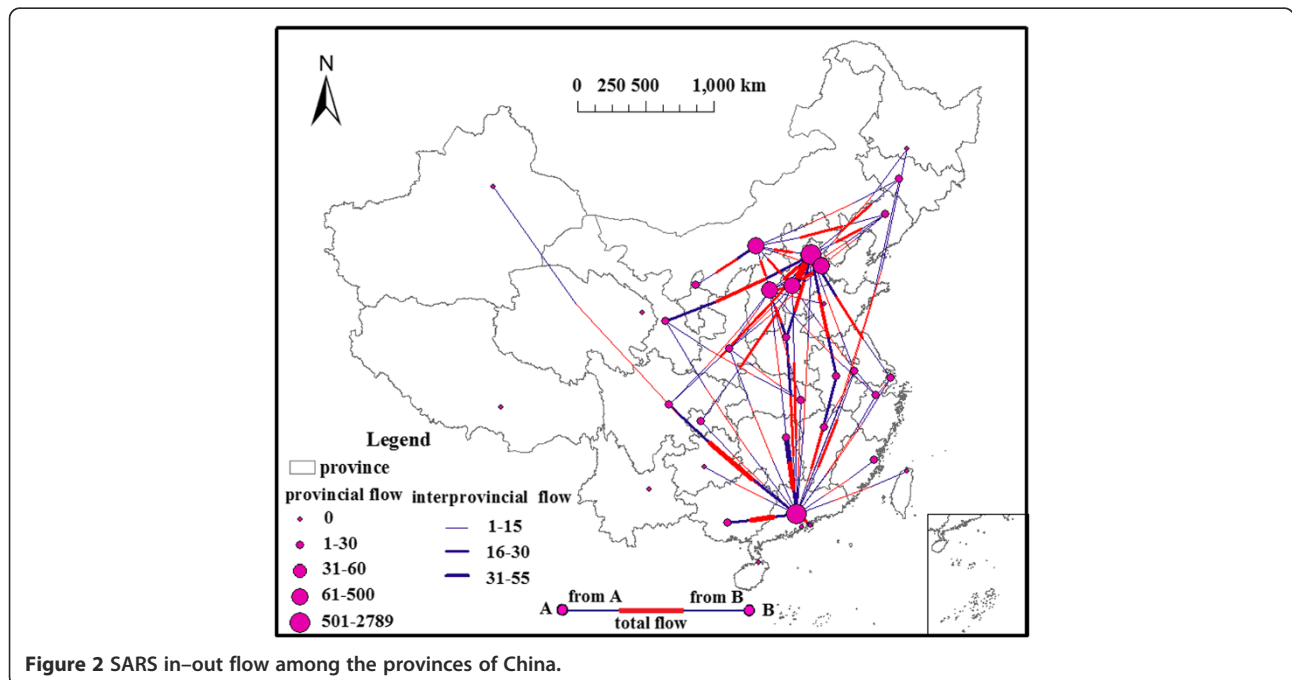 N
0 250 500 1,000 km
Legend
province
provincial flow
0
1-30
31-60
61-500
501-2789
interprovincial flow
1-15
16-30
31-55
from A from B
A B
total flow
Figure 2 SARS in–out flow among the provinces of China.